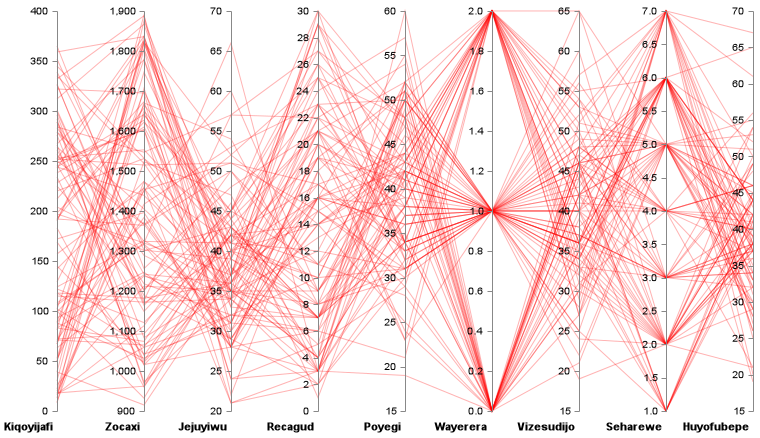 400 1,900 70 30 60 2.0 65 7.0 70
28
1,800 65 55 1.8 60 6.5 65
350 26
1,700 60 24 50 1.6 55 6.0 60
300 22
1,600 55 20 45 1.4 50 5.5 55
250 18
1,500 50 1.2 5.0 50
16 40 45
200 1,400 45 14 1.0 40 4.5 45
35 4.0 40
12
150 1,300 40 10 0.8 35 3.5 35
30
100 1,200 35 8 0.6 30 3.0 30
6
1,100 30 25 0.4 25 2.5 25
50 4
1,000 25 20 0.2 20 2.0 20
2 1.5
0 900 20 0 15 0.0 15 1.0 15
Kiqoyijafi Zocaxi Jejuyiwu Recagud Poyegi Wayerera Vizesudijo Seharewe Huyofubepe